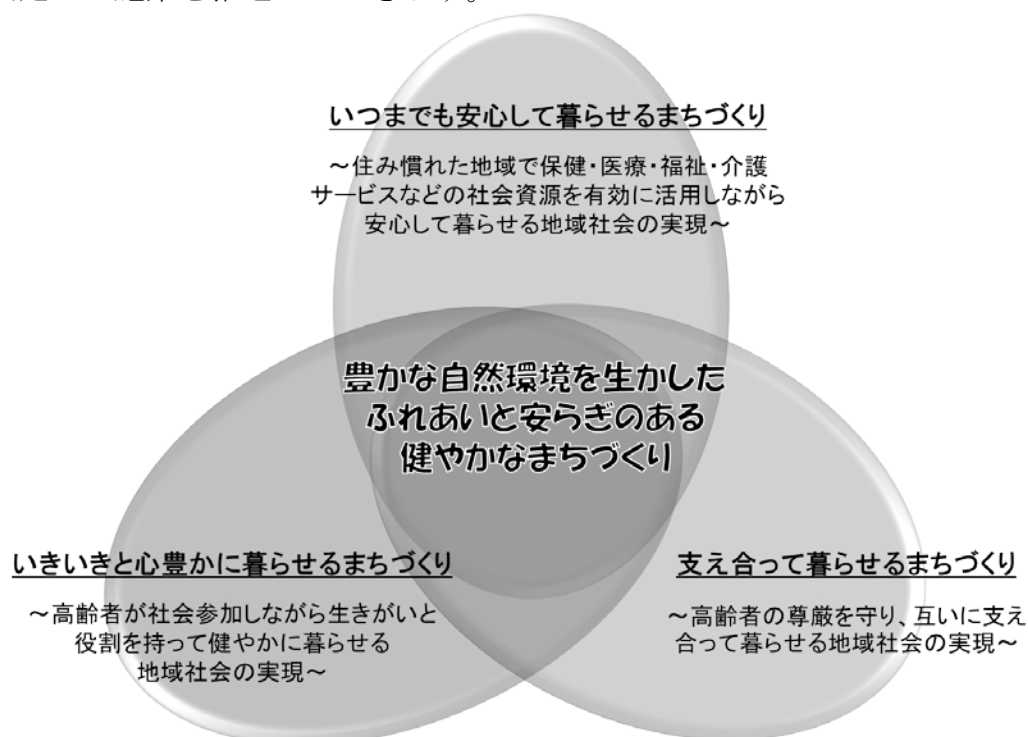 いつまでも安心して暮らせるまちづくり
～住み慣れた地域で保健・医療・福祉・介護
サービスなどの社会資源を有効に活用しながら
安心して暮らせる地域社会の実現～
豊かな自然環境を生かした
ふれあいと安らぎのある
健やかなまちづくり
いきいきと心豊かに暮らせるまちづくり
～高齢者が社会参加しながら生きがいと
役割を持って健やかに暮らせる
地域社会の実現～
支え合って暮らせるまちづくり
～高齢者の尊厳を守り、互いに支え
合って暮らせる地域社会の実現～